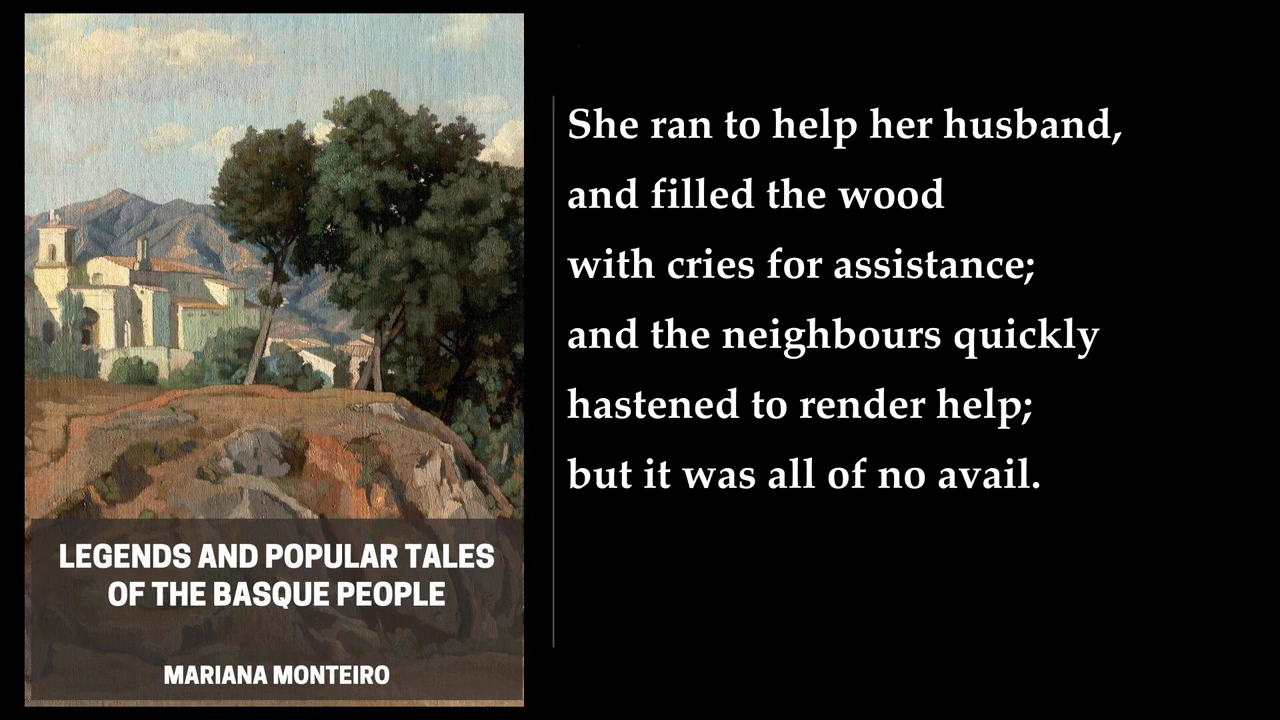 LEGENDS AND POPULAR TALES
OF THE BASQUE PEOPLE
MARIANA MONTEIRO
She ran to help her husband,
and filled the wood
with cries for assistance;
and the neighbours quickly
hastened to render help;
but it was all of no avail.